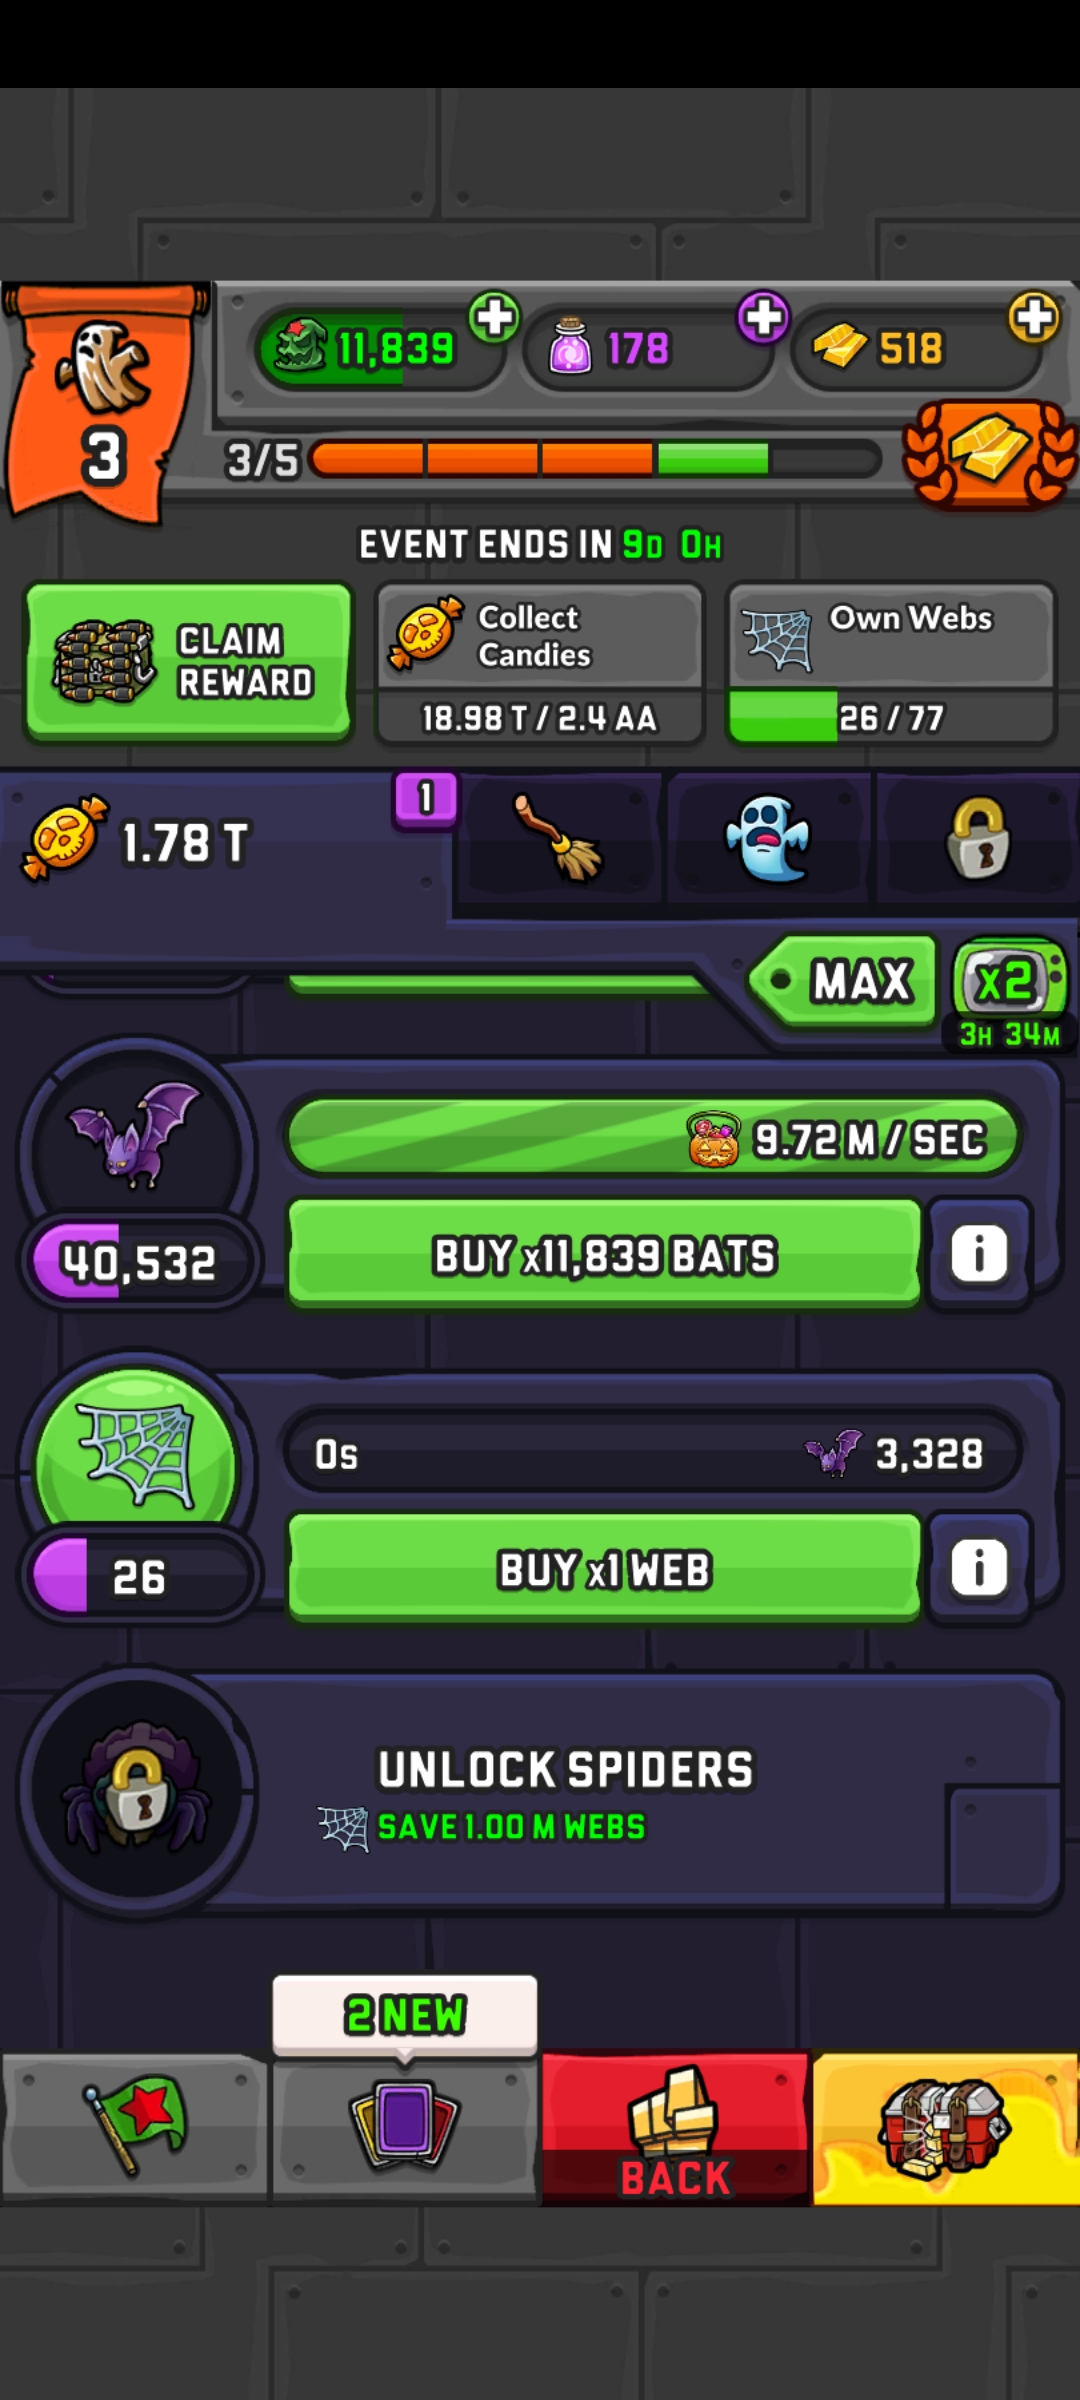 11,839
178
518
3
3/5
EVENT ENDS IN 9D 0H
CLAIM
REWARD
Collect
Candies
18.98 T / 2.4 AA
Own Webs
26 / 77
1.78 T
1
MAX
x2
3H 34M
9.72 M / SEC
40,532
BUY x11,839 BATS
i
0s
3,328
26
BUY x1 WEB
i
UNLOCK SPIDERS
SAVE 1.00 M WEBS
2 NEW
BACK